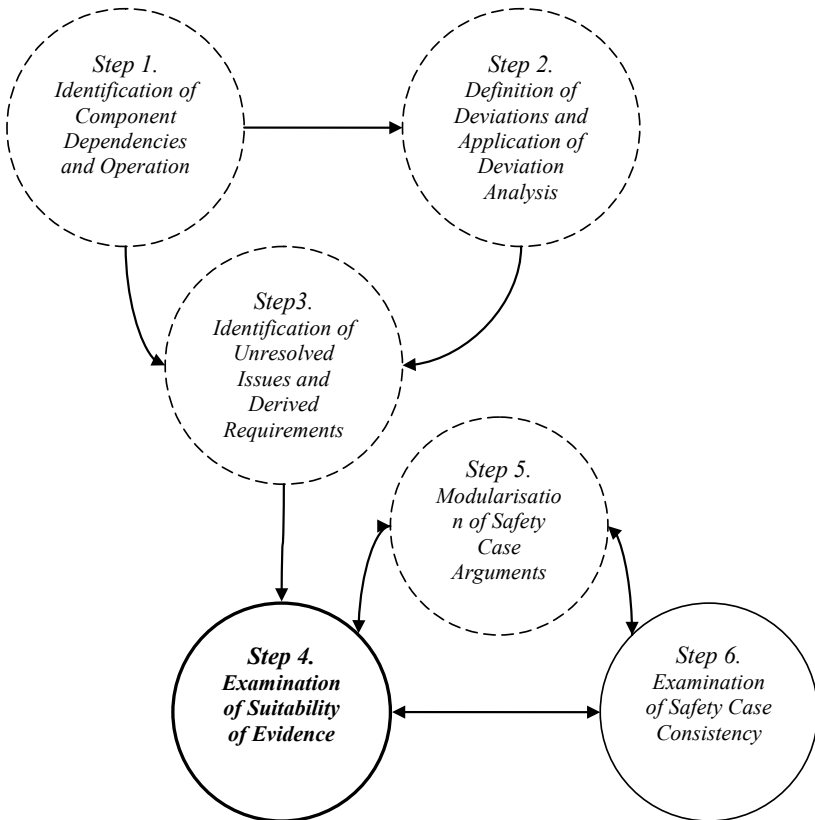 Step 1.
Identification of
Component
Dependencies
and Operation
Step 2.
Definition of
Deviations and
Application of
Deviation
Analysis
Step3.
Identification of
Unresolved
Issues and
Derived
Requirements
Step 5.
Modularisatio
n of Safety
Case
Arguments
Step 4.
Examination
of Suitability
of Evidence
Step 6.
Examination
of Safety Case
Consistency